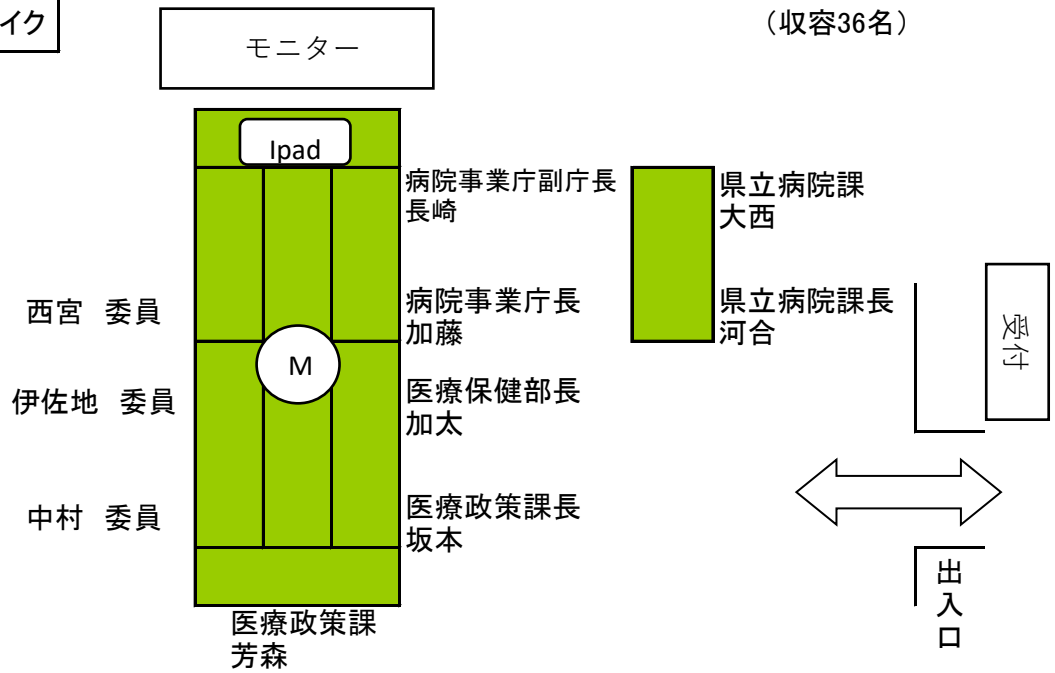 イク
モニター
（収容36名）
Ipad
病院事業庁副庁長
長崎
県立病院課
大西
西宮　委員
病院事業庁長
加藤
県立病院課長
河合
受付
M
伊佐地　委員
医療保健部長
加太
中村　委員
医療政策課長
坂本
出入口
医療政策課
芳森